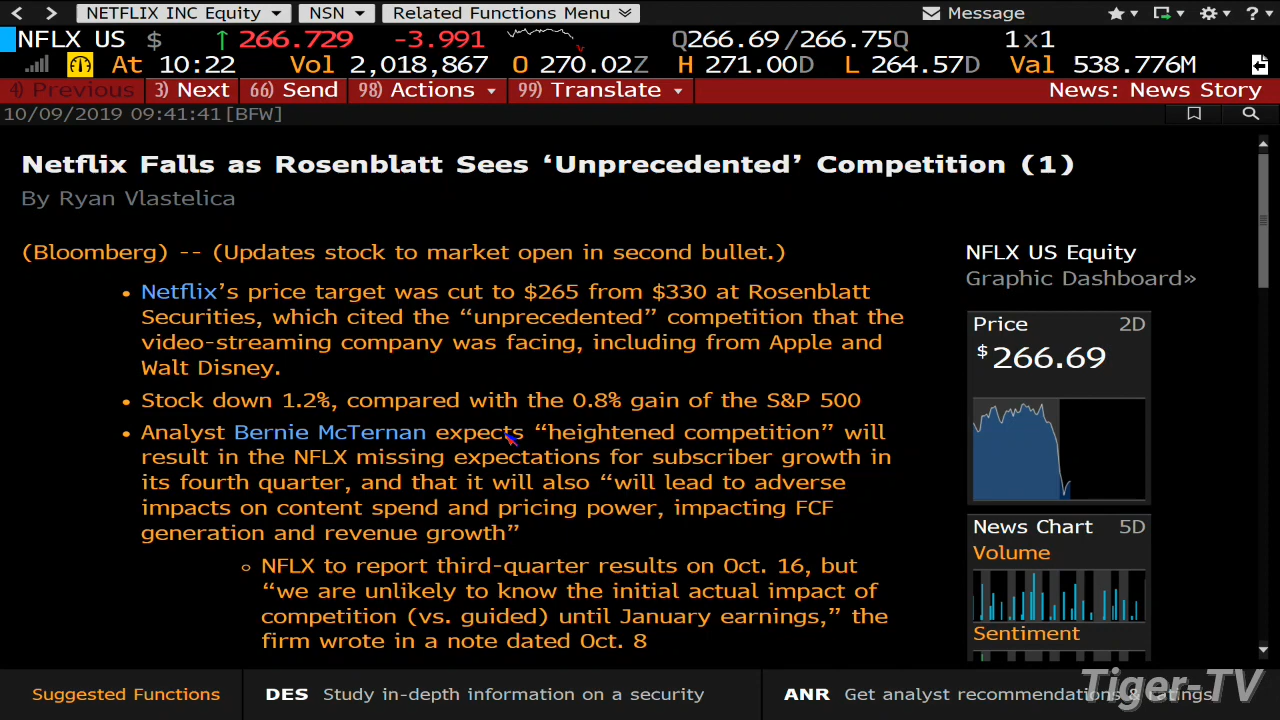 NETFLIX INC Equity NSN Related Functions Menu Message
NFLX US $ ↑ 266.729 -3.991 Q266.69/266.75Q 1x1
At 10:22 Vol 2,018,867 O 270.02Z H 271.00D L 264.57D Val 538.776M
4) Previous 3) Next 66) Send 98) Actions 99) Translate News: News Story
10/09/2019 09:41:41 [BFW]
Netflix Falls as Rosenblatt Sees ‘Unprecedented’ Competition (1)
By Ryan Vlastelica
(Bloomberg) -- (Updates stock to market open in second bullet.)
• Netflix’s price target was cut to $265 from $330 at Rosenblatt
Securities, which cited the “unprecedented” competition that the
video-streaming company was facing, including from Apple and
Walt Disney.
• Stock down 1.2%, compared with the 0.8% gain of the S&P 500
• Analyst Bernie McTernan expects “heightened competition” will
result in the NFLX missing expectations for subscriber growth in
its fourth quarter, and that it will also “will lead to adverse
impacts on content spend and pricing power, impacting FCF
generation and revenue growth”
○ NFLX to report third-quarter results on Oct. 16, but
“we are unlikely to know the initial actual impact of
competition (vs. guided) until January earnings,” the
firm wrote in a note dated Oct. 8
NFLX US Equity
Graphic Dashboard»
Price 2D
$266.69
News Chart 5D
Volume
Sentiment
Suggested Functions DES Study in-depth information on a security ANR Get analyst recommendations & ratings
Tiger-TV